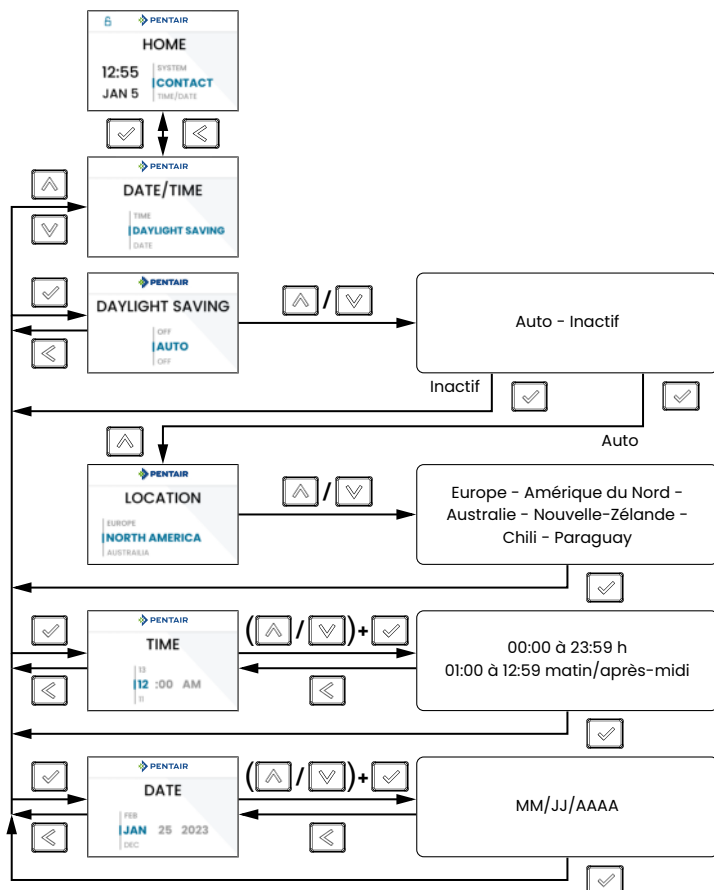 PENTAIR
HOME
12:55
JAN 5
SYSTEM
CONTACT
TIME/DATE
PENTAIR
DATE/TIME
TIME
DAYLIGHT SAVING
DATE
PENTAIR
DAYLIGHT SAVING
OFF
AUTO
OFF
/
Auto - Inactif
Inactif
Auto
PENTAIR
LOCATION
EUROPE
NORTH AMERICA
AUSTRAILIA
/
Europe - Amérique du Nord -
Australie - Nouvelle-Zélande -
Chili - Paraguay
PENTAIR
TIME
13
12 :00 AM
11
( / )+
00:00 à 23:59 h
01:00 à 12:59 matin/après-midi
PENTAIR
DATE
FEB
JAN 25 2023
DEC
( / )+
MM/JJ/AAAA